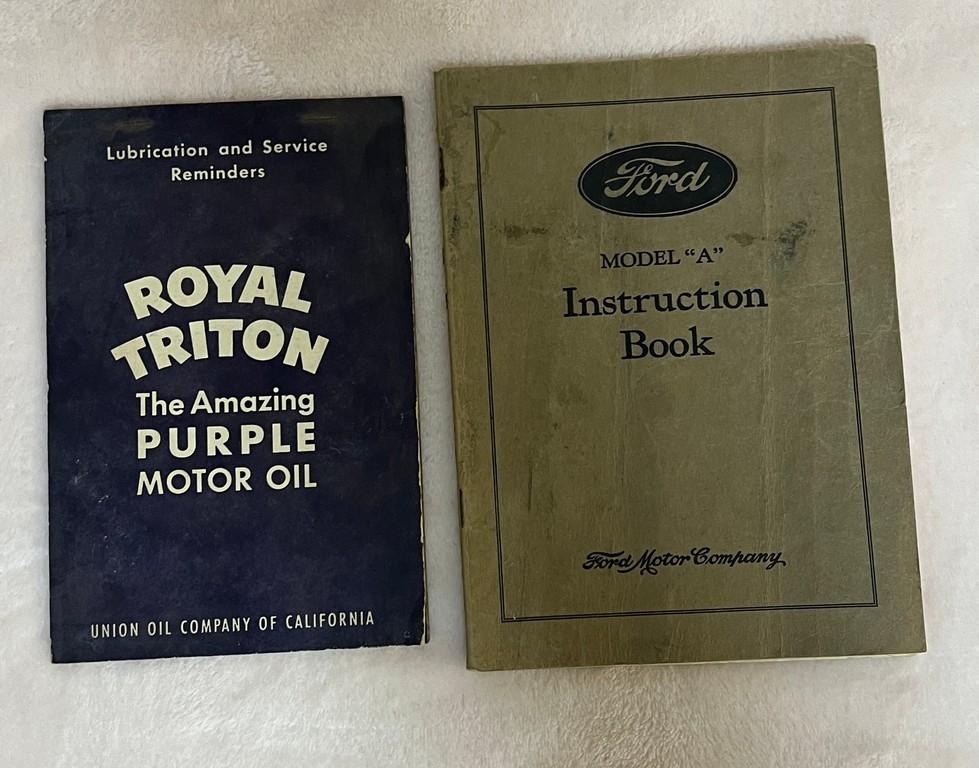 Lubrication and Service
Reminders
ROYAL
TRITON
The Amazing
PURPLE
MOTOR OIL
UNION OIL COMPANY OF CALIFORNIA
Ford
MODEL “A”
Instruction
Book
Ford Motor Company